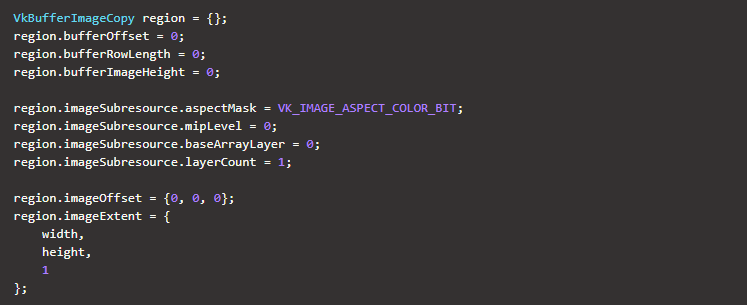 VkBufferImageCopy region = {};
region.bufferOffset = 0;
region.bufferRowLength = 0;
region.bufferImageHeight = 0;

region.imageSubresource.aspectMask = VK_IMAGE_ASPECT_COLOR_BIT;
region.imageSubresource.mipLevel = 0;
region.imageSubresource.baseArrayLayer = 0;
region.imageSubresource.layerCount = 1;

region.imageOffset = {0, 0, 0};
region.imageExtent = {
    width,
    height,
    1
};